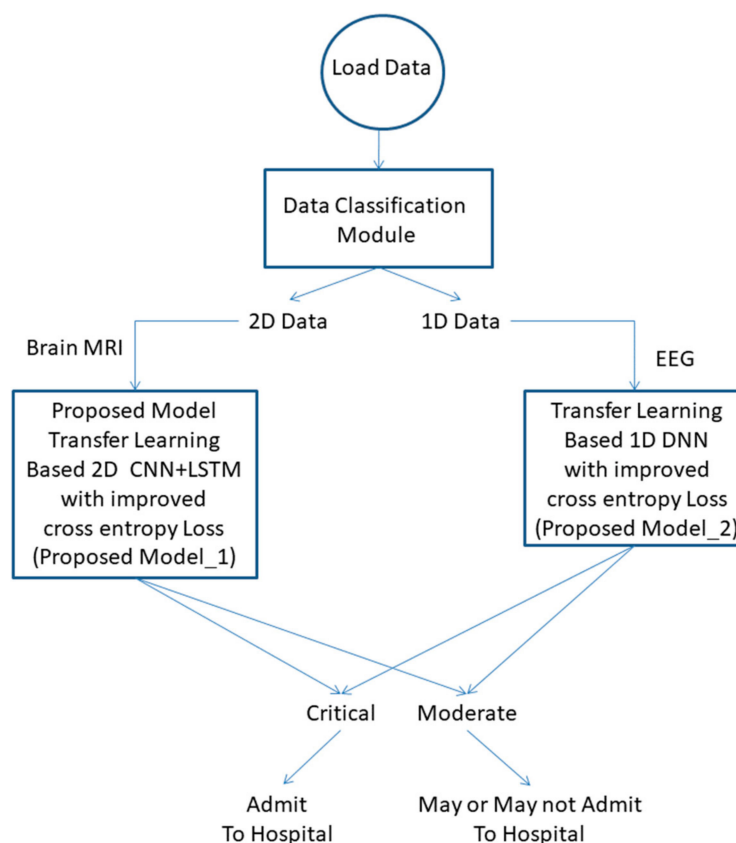 Load Data
Data Classification
Module
2D Data
1D Data
Brain MRI
EEG
Proposed Model
Transfer Learning
Based 2D CNN+LSTM
with improved
cross entropy Loss
(Proposed Model_1)
Transfer Learning
Based 1D DNN
with improved
cross entropy Loss
(Proposed Model_2)
Critical
Moderate
Admit
To Hospital
May or May not Admit
To Hospital